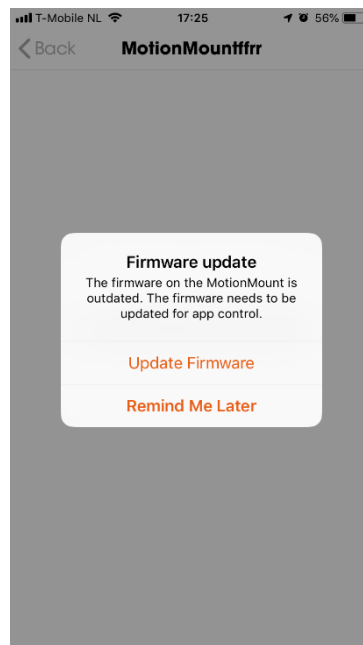 T-Mobile NL 17:25 56%
Back MotionMountffrr
Firmware update
The firmware on the MotionMount is
outdated. The firmware needs to be
updated for app control.
Update Firmware
Remind Me Later